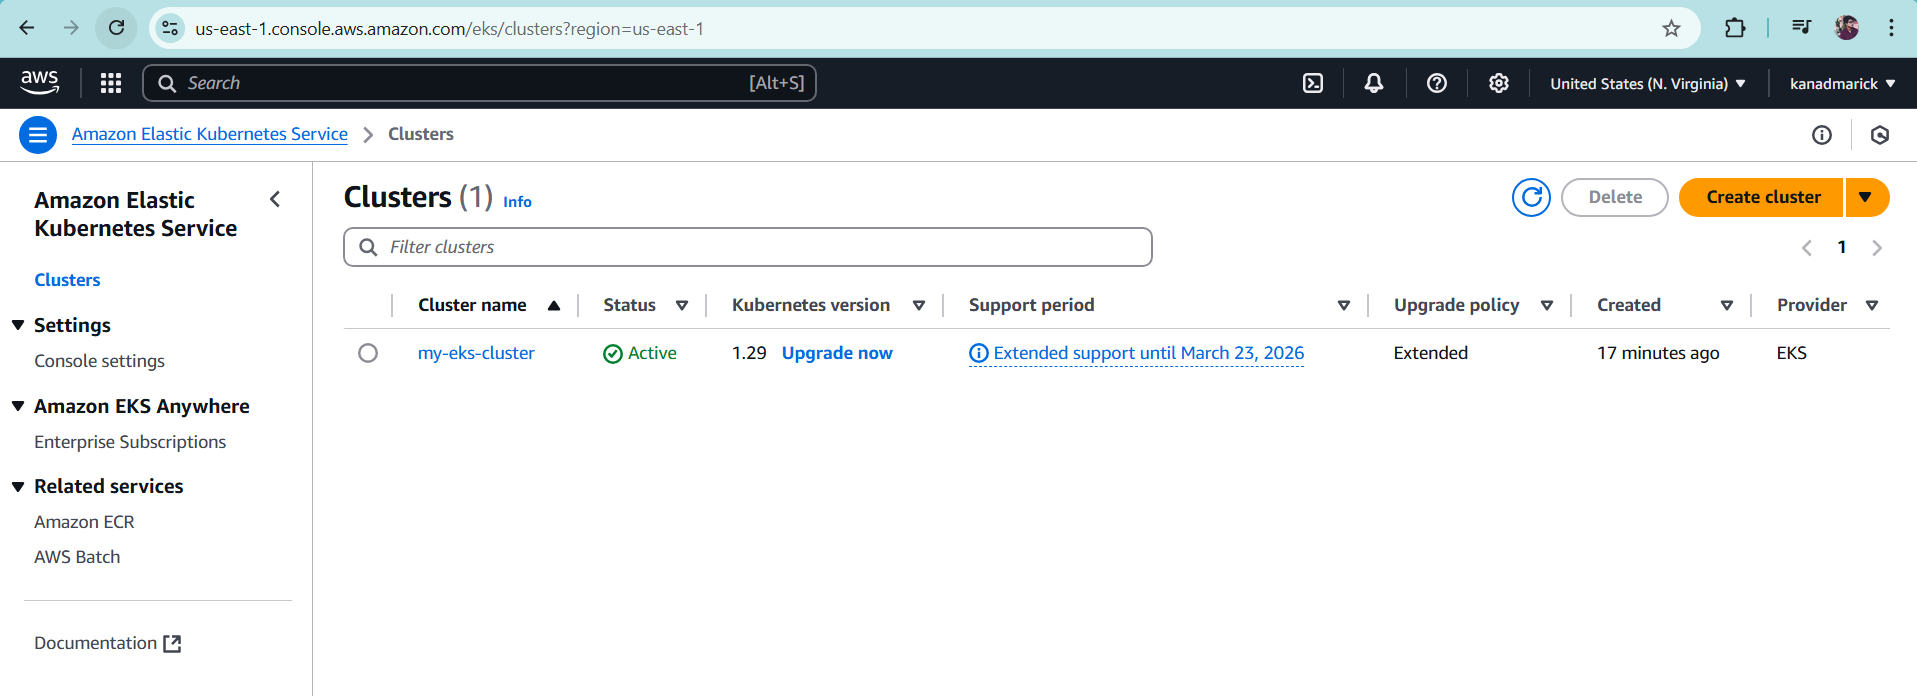 us-east-1.console.aws.amazon.com/eks/clusters?region=us-east-1
aws Search [Alt+S] United States (N. Virginia) kanadmarick
Amazon Elastic Kubernetes Service Clusters
Amazon Elastic
Kubernetes Service
Clusters
Settings
Console settings
Amazon EKS Anywhere
Enterprise Subscriptions
Related services
Amazon ECR
AWS Batch
Documentation
Clusters (1) Info
Delete Create cluster
Filter clusters
1
Cluster name Status Kubernetes version Support period Upgrade policy Created Provider
my-eks-cluster Active 1.29 Upgrade now Extended support until March 23, 2026 Extended 17 minutes ago EKS